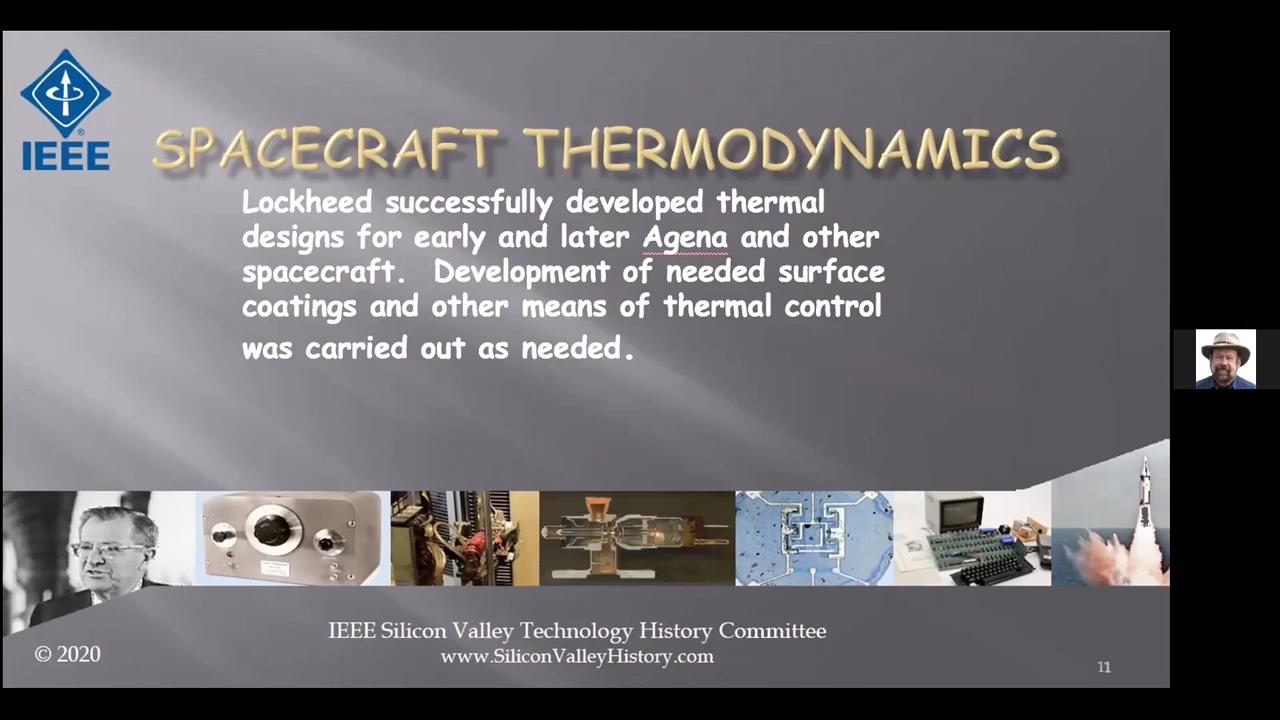 IEEE
SPACECRAFT THERMODYNAMICS
Lockheed successfully developed thermal
designs for early and later Agena and other
spacecraft. Development of needed surface
coatings and other means of thermal control
was carried out as needed.
IEEE Silicon Valley Technology History Committee
www.SiliconValleyHistory.com
© 2020
11